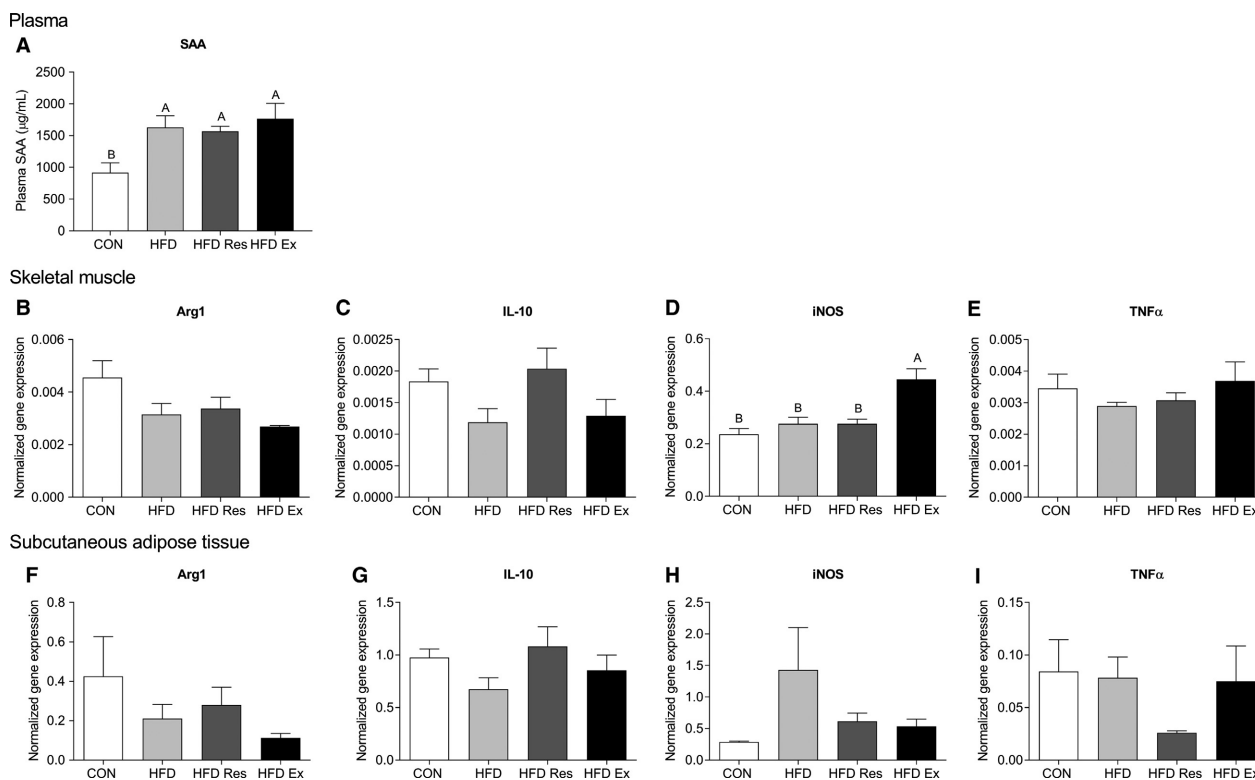 Plasma
A
SAA
Plasma SAA (μg/mL)
2500
2000
1500
1000
500
0
B
A
A
A
CON HFD HFD Res HFD Ex
Skeletal muscle
B
Arg1
Normalized gene expression
0.006
0.004
0.002
0.000
CON HFD HFD Res HFD Ex
C
IL-10
Normalized gene expression
0.0025
0.0020
0.0015
0.0010
0.0005
0.0000
CON HFD HFD Res HFD Ex
D
iNOS
Normalized gene expression
0.6
0.4
0.2
0.0
B
B
B
A
CON HFD HFD Res HFD Ex
E
TNFα
Normalized gene expression
0.005
0.004
0.003
0.002
0.001
0.000
CON HFD HFD Res HFD Ex
Subcutaneous adipose tissue
F
Arg1
Normalized gene expression
0.8
0.6
0.4
0.2
0.0
CON HFD HFD Res HFD Ex
G
IL-10
Normalized gene expression
1.5
1.0
0.5
0.0
CON HFD HFD Res HFD Ex
H
iNOS
Normalized gene expression
2.5
2.0
1.5
1.0
0.5
0.0
CON HFD HFD Res HFD Ex
I
TNFα
Normalized gene expression
0.15
0.10
0.05
0.00
CON HFD HFD Res HFD Ex